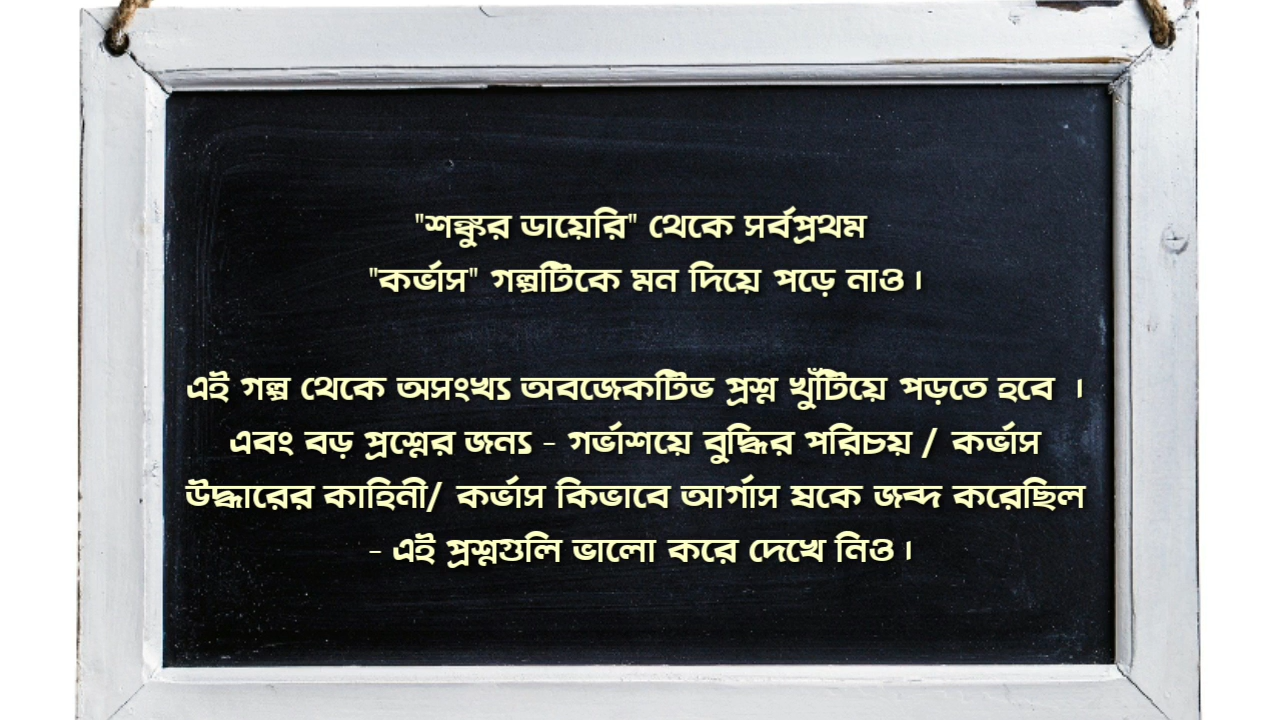 "শঙ্কুর ডায়েরি" থেকে সর্বপ্রথম
"কর্ভাস" গল্পটিকে মন দিয়ে পড়ে নাও।
এই গল্প থেকে অসংখ্য অবজেকটিভ প্রশ্ন খুঁটিয়ে পড়তে হবে ।
এবং বড় প্রশ্নের জন্য - গর্ভাশয়ে বুদ্ধির পরিচয় / কর্ভাস
উদ্ধারের কাহিনী/ কর্ভাস কিভাবে আর্গাস ষকে জব্দ করেছিল
- এই প্রশ্নগুলি ভালো করে দেখে নিও।